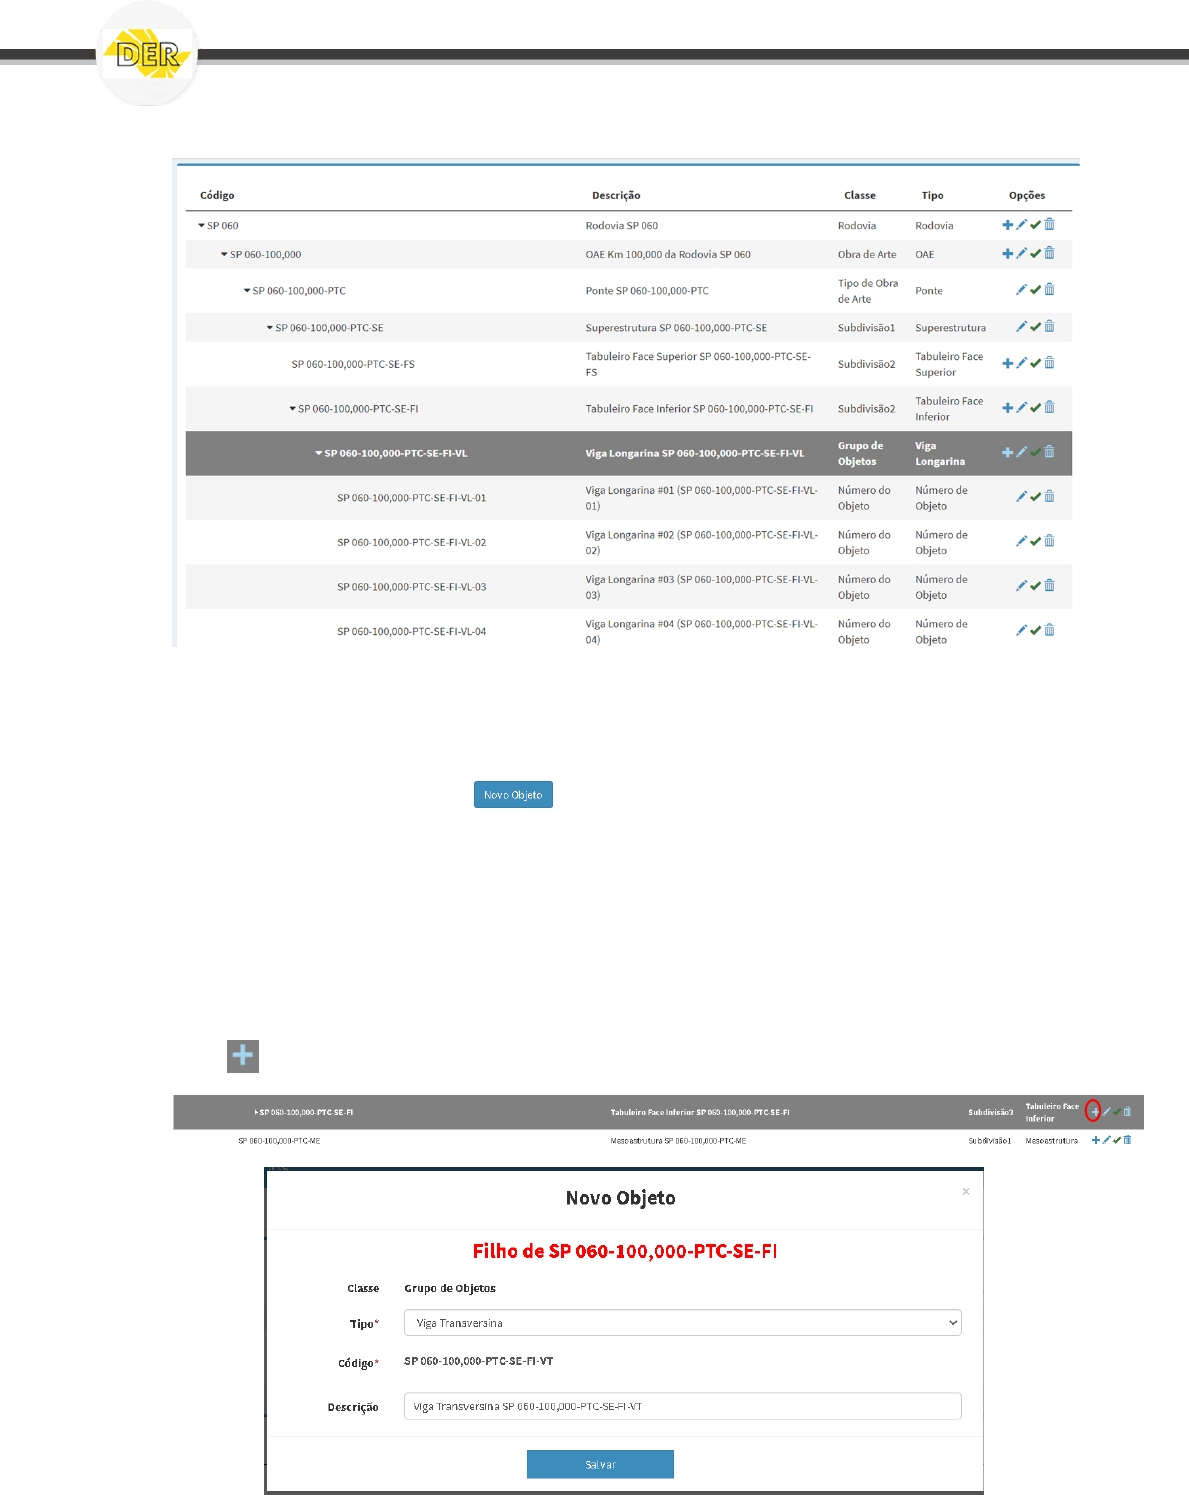 DER
Código Descrição Classe Tipo Opções
SP 060 Rodovia SP 060 Rodovia Rodovia
SP 060-100,000 OAE Km 100,000 da Rodovia SP 060 Obra de Arte OAE
SP 060-100,000-PTC Ponte SP 060-100,000-PTC Tipo de Obra de Arte Ponte
SP 060-100,000-PTC-SE Superestrutura SP 060-100,000-PTC-SE Subdivisão1 Superestrutura
SP 060-100,000-PTC-SE-FS Tabuleiro Face Superior SP 060-100,000-PTC-SE-FS Subdivisão2 Tabuleiro Face Superior
SP 060-100,000-PTC-SE-FI Tabuleiro Face Inferior SP 060-100,000-PTC-SE-FI Subdivisão2 Tabuleiro Face Inferior
SP 060-100,000-PTC-SE-FI-VL Viga Longarina SP 060-100,000-PTC-SE-FI-VL Grupo de Objetos Viga Longarina
SP 060-100,000-PTC-SE-FI-VL-01 Viga Longarina #01 (SP 060-100,000-PTC-SE-FI-VL-01) Número do Objeto Número de Objeto
SP 060-100,000-PTC-SE-FI-VL-02 Viga Longarina #02 (SP 060-100,000-PTC-SE-FI-VL-02) Número do Objeto Número de Objeto
SP 060-100,000-PTC-SE-FI-VL-03 Viga Longarina #03 (SP 060-100,000-PTC-SE-FI-VL-03) Número do Objeto Número de Objeto
SP 060-100,000-PTC-SE-FI-VL-04 Viga Longarina #04 (SP 060-100,000-PTC-SE-FI-VL-04) Número do Objeto Número de Objeto
Novo Objeto
SP 060-100,000-PTC-SE-FI Tabuleiro Face Inferior SP 060-100,000-PTC-SE-FI Subdivisão2 Tabuleiro Face Inferior
SP 060-100,000-PTC-ME Mesoestrutura SP 060-100,000-PTC-ME Subdivisão1 Mesoestrutura
Novo Objeto ×
Filho de SP 060-100,000-PTC-SE-FI
Classe Grupo de Objetos
Tipo* Viga Transversina
Código* SP 060-100,000-PTC-SE-FI-VT
Descrição Viga Transversina SP 060-100,000-PTC-SE-FI-VT
Salvar